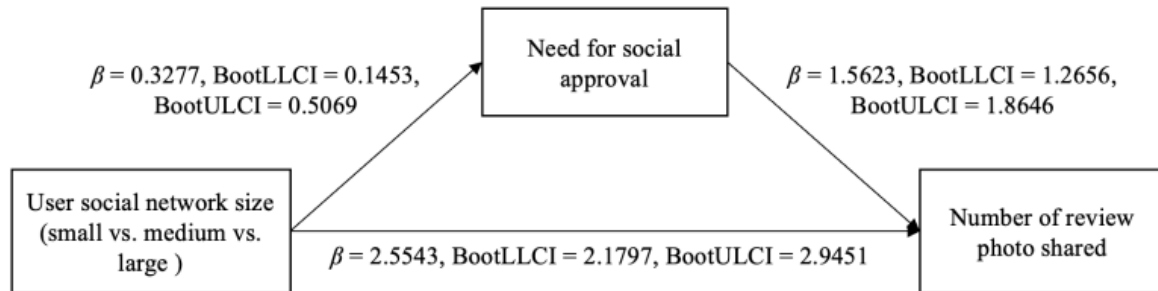 Need for social
approval
β = 0.3277, BootLLCI = 0.1453,
BootULCI = 0.5069
β = 1.5623, BootLLCI = 1.2656,
BootULCI = 1.8646
User social network size
(small vs. medium vs.
large )
Number of review
photo shared
β = 2.5543, BootLLCI = 2.1797, BootULCI = 2.9451